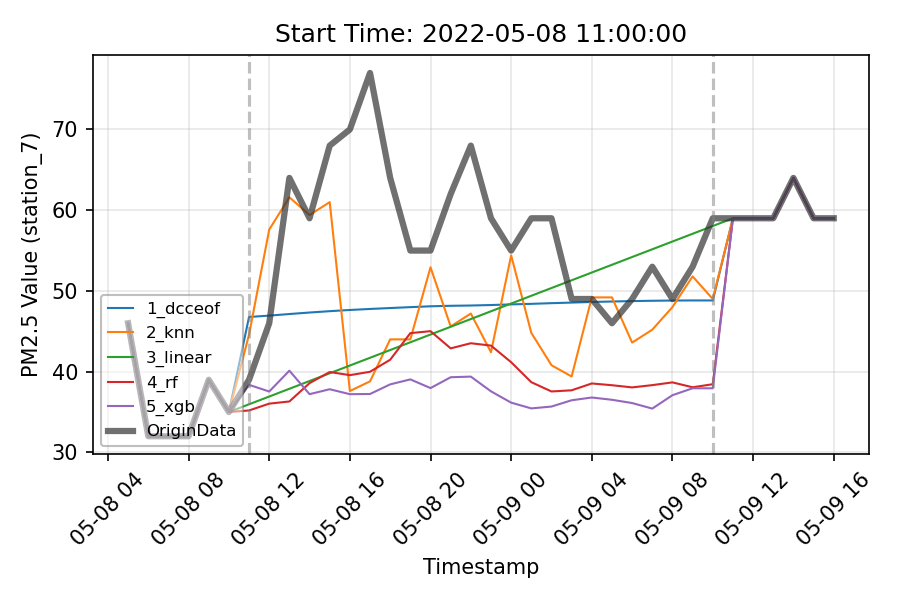 Start Time: 2022-05-08 11:00:00
PM2.5 Value (station_7)
70
60
50
40
30
1_dcceof
2_knn
3_linear
4_rf
5_xgb
OriginData
05-08 04
05-08 08
05-08 12
05-08 16
05-08 20
05-09 00
05-09 04
05-09 08
05-09 12
05-09 16
Timestamp